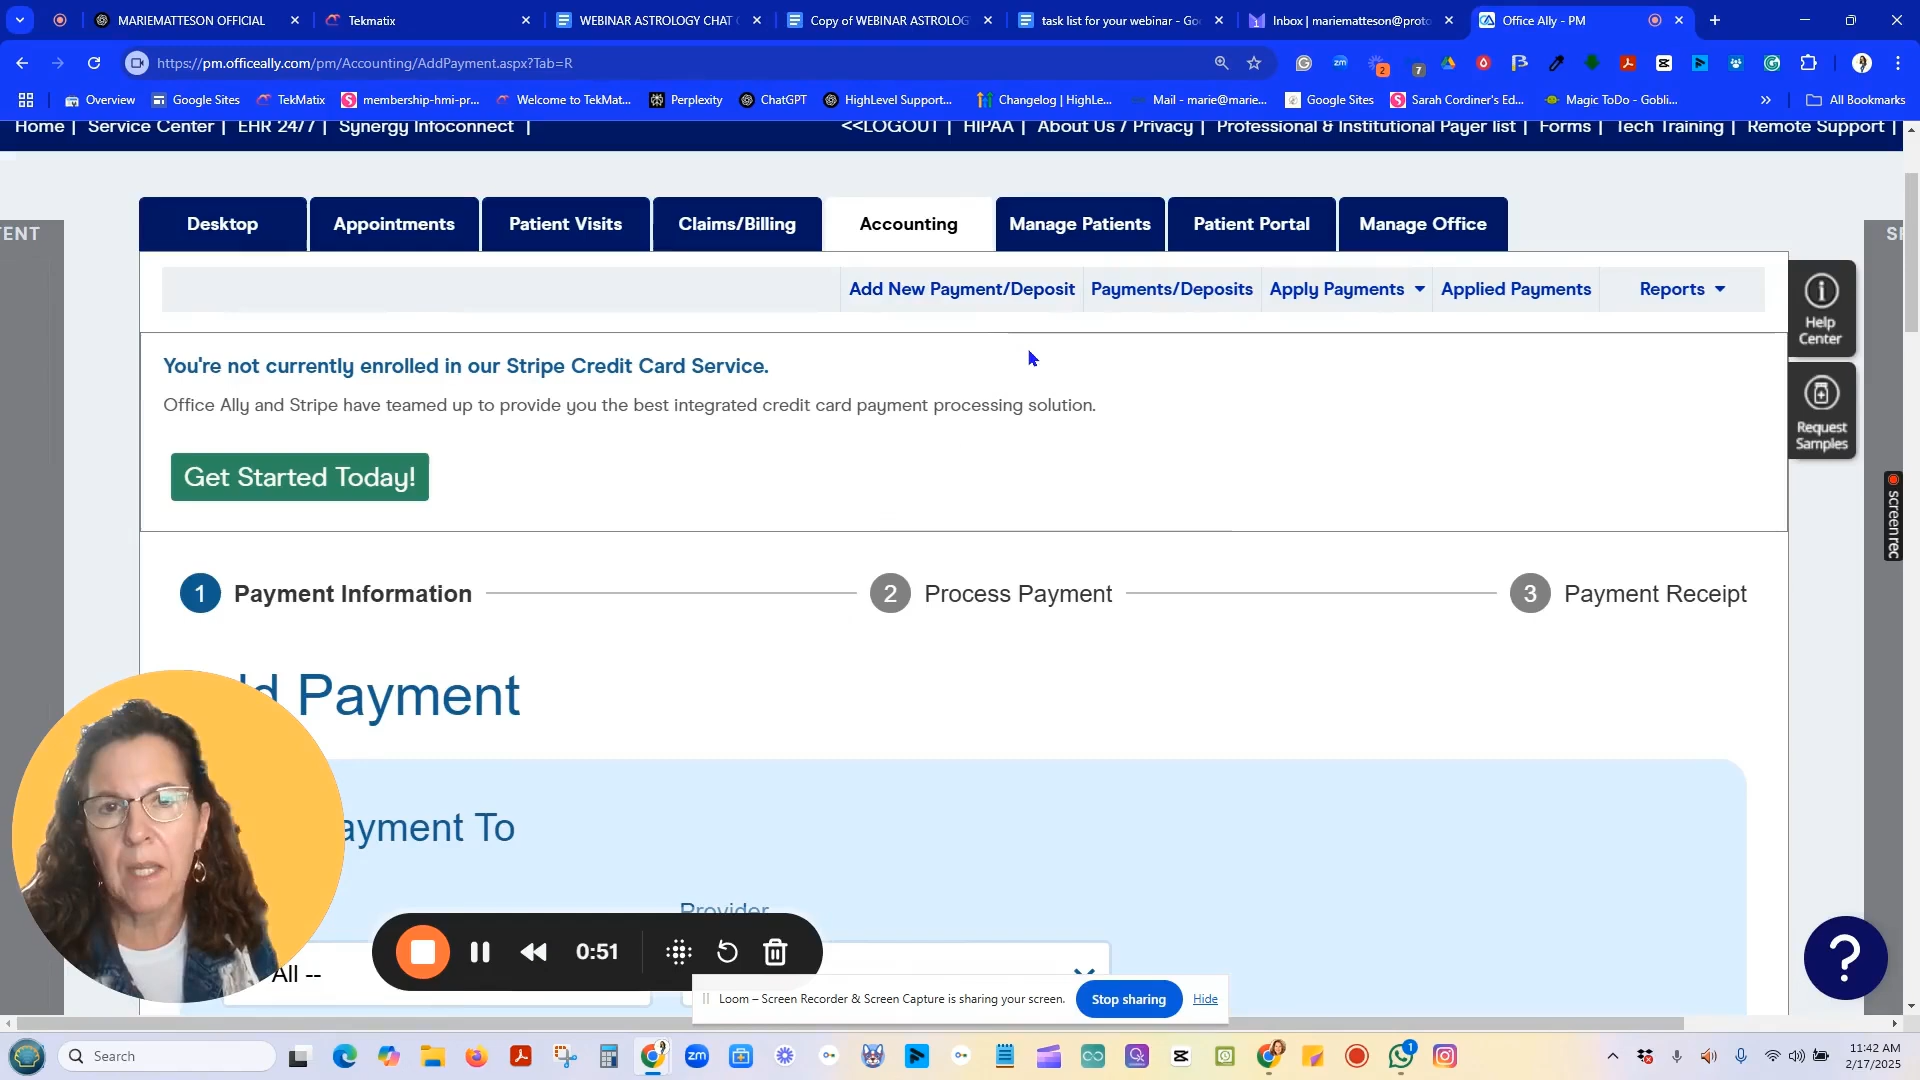 MARIEMATTESON OFFICIAL
Tekmatix
WEBINAR ASTROLOGY CHAT
Copy of WEBINAR ASTROLOG
task list for your webinar - Goo
Inbox | mariematteson@proto
Office Ally - PM
https://pm.officeally.com/pm/Accounting/AddPayment.aspx?Tab=R
2
7
Overview
Google Sites
TekMatix
membership-hmi-pr...
Welcome to TekMat...
Perplexity
ChatGPT
HighLevel Support...
Changelog | HighLe...
Mail - marie@marie...
Google Sites
Sarah Cordiner's Ed...
Magic ToDo - Gobli...
All Bookmarks
Home | Service Center | EHR 24/7 | Synergy Infoconnect |
<<LOGOUT | HIPAA | About Us / Privacy | Professional & Institutional Payer list | Forms | Tech Training | Remote Support |
Desktop
Appointments
Patient Visits
Claims/Billing
Accounting
Manage Patients
Patient Portal
Manage Office
Add New Payment/Deposit
Payments/Deposits
Apply Payments
Applied Payments
Reports
Help Center
Request Samples
You're not currently enrolled in our Stripe Credit Card Service.
Office Ally and Stripe have teamed up to provide you the best integrated credit card payment processing solution.
Get Started Today!
screenrec
1 Payment Information
2 Process Payment
3 Payment Receipt
Payment
ayment To
Provider
All --
0:51
Loom – Screen Recorder & Screen Capture is sharing your screen.
Stop sharing
Hide
Search
1
11:42 AM
2/17/2025